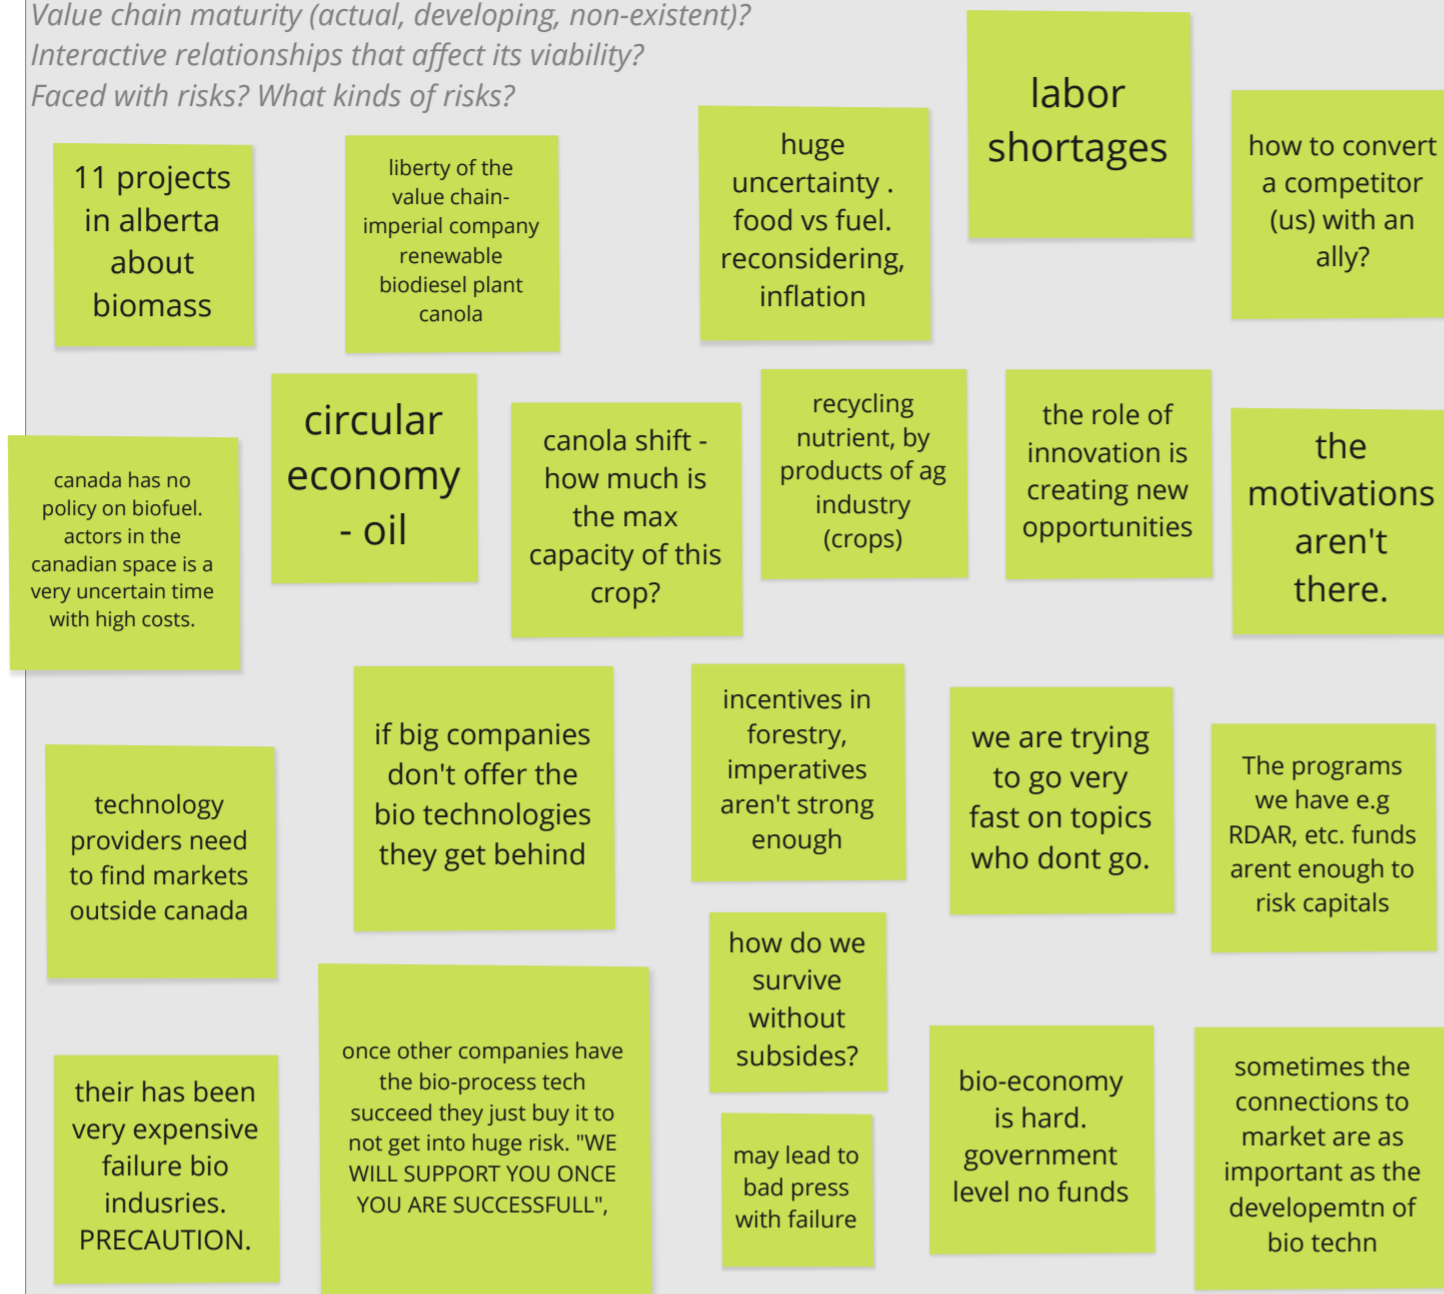 Value chain maturity (actual, developing, non-existent)?
Interactive relationships that affect its viability?
Faced with risks? What kinds of risks?
11 projects
in alberta
about
biomass
liberty of the
value chain-
imperial company
renewable
biodiesel plant
canola
huge
uncertainty .
food vs fuel.
reconsidering,
inflation
labor
shortages
how to convert
a competitor
(us) with an
ally?
canada has no
policy on biofuel.
actors in the
canadian space is a
very uncertain time
with high costs.
circular
economy
- oil
canola shift -
how much is
the max
capacity of this
crop?
recycling
nutrient, by
products of ag
industry
(crops)
the role of
innovation is
creating new
opportunities
the
motivations
aren't
there.
technology
providers need
to find markets
outside canada
if big companies
don't offer the
bio technologies
they get behind
incentives in
forestry,
imperatives
aren't strong
enough
we are trying
to go very
fast on topics
who dont go.
The programs
we have e.g
RDAR, etc. funds
arent enough to
risk capitals
their has been
very expensive
failure bio
indusries.
PRECAUTION.
once other companies have
the bio-process tech
succeed they just buy it to
not get into huge risk. "WE
WILL SUPPORT YOU ONCE
YOU ARE SUCCESSFULL",
how do we
survive
without
subsides?
may lead to
bad press
with failure
bio-economy
is hard.
government
level no funds
sometimes the
connections to
market are as
important as the
developemtn of
bio techn